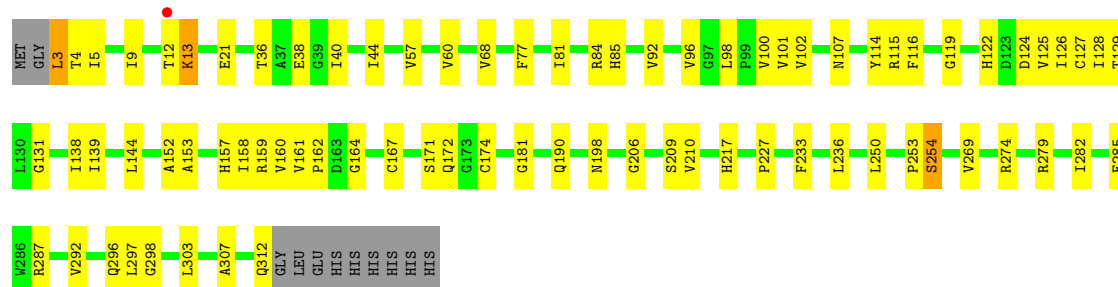 MET GLY L3 T4 I5 I9 T12 K13 E21 T36 A37 E38 G39 I40 I44 V57 V60 V68 F77 I81 R84 H85 V92 V96 G97 L98 P99 V100 V101 V102 N107 Y114 R115 F116 G119 H122 D123 D124 V125 I126 C127 I128 T129
L130 G131 I138 I139 L144 A152 A153 H157 I158 R159 V160 V161 P162 D163 G164 C167 S171 Q172 G173 C174 G181 Q190 N198 G206 S209 V210 H217 P227 F233 L236 L250 P253 S254 V269 R274 R279 I282
W286 R287 V292 Q296 L297 G298 L303 A307 Q312 GLY LEU GLU HIS HIS HIS HIS HIS HIS